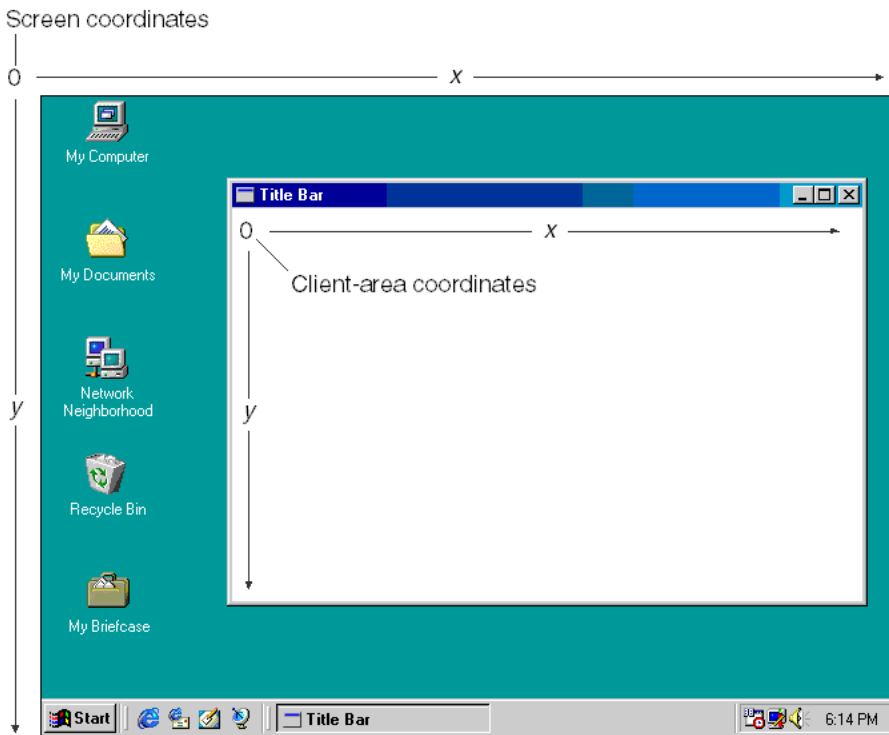 Screen coordinates
0 x
My Computer
Title Bar
0 x
My Documents
Client-area coordinates
Network
Neighborhood
y
y
Recycle Bin
My Briefcase
Start
Title Bar
6:14 PM